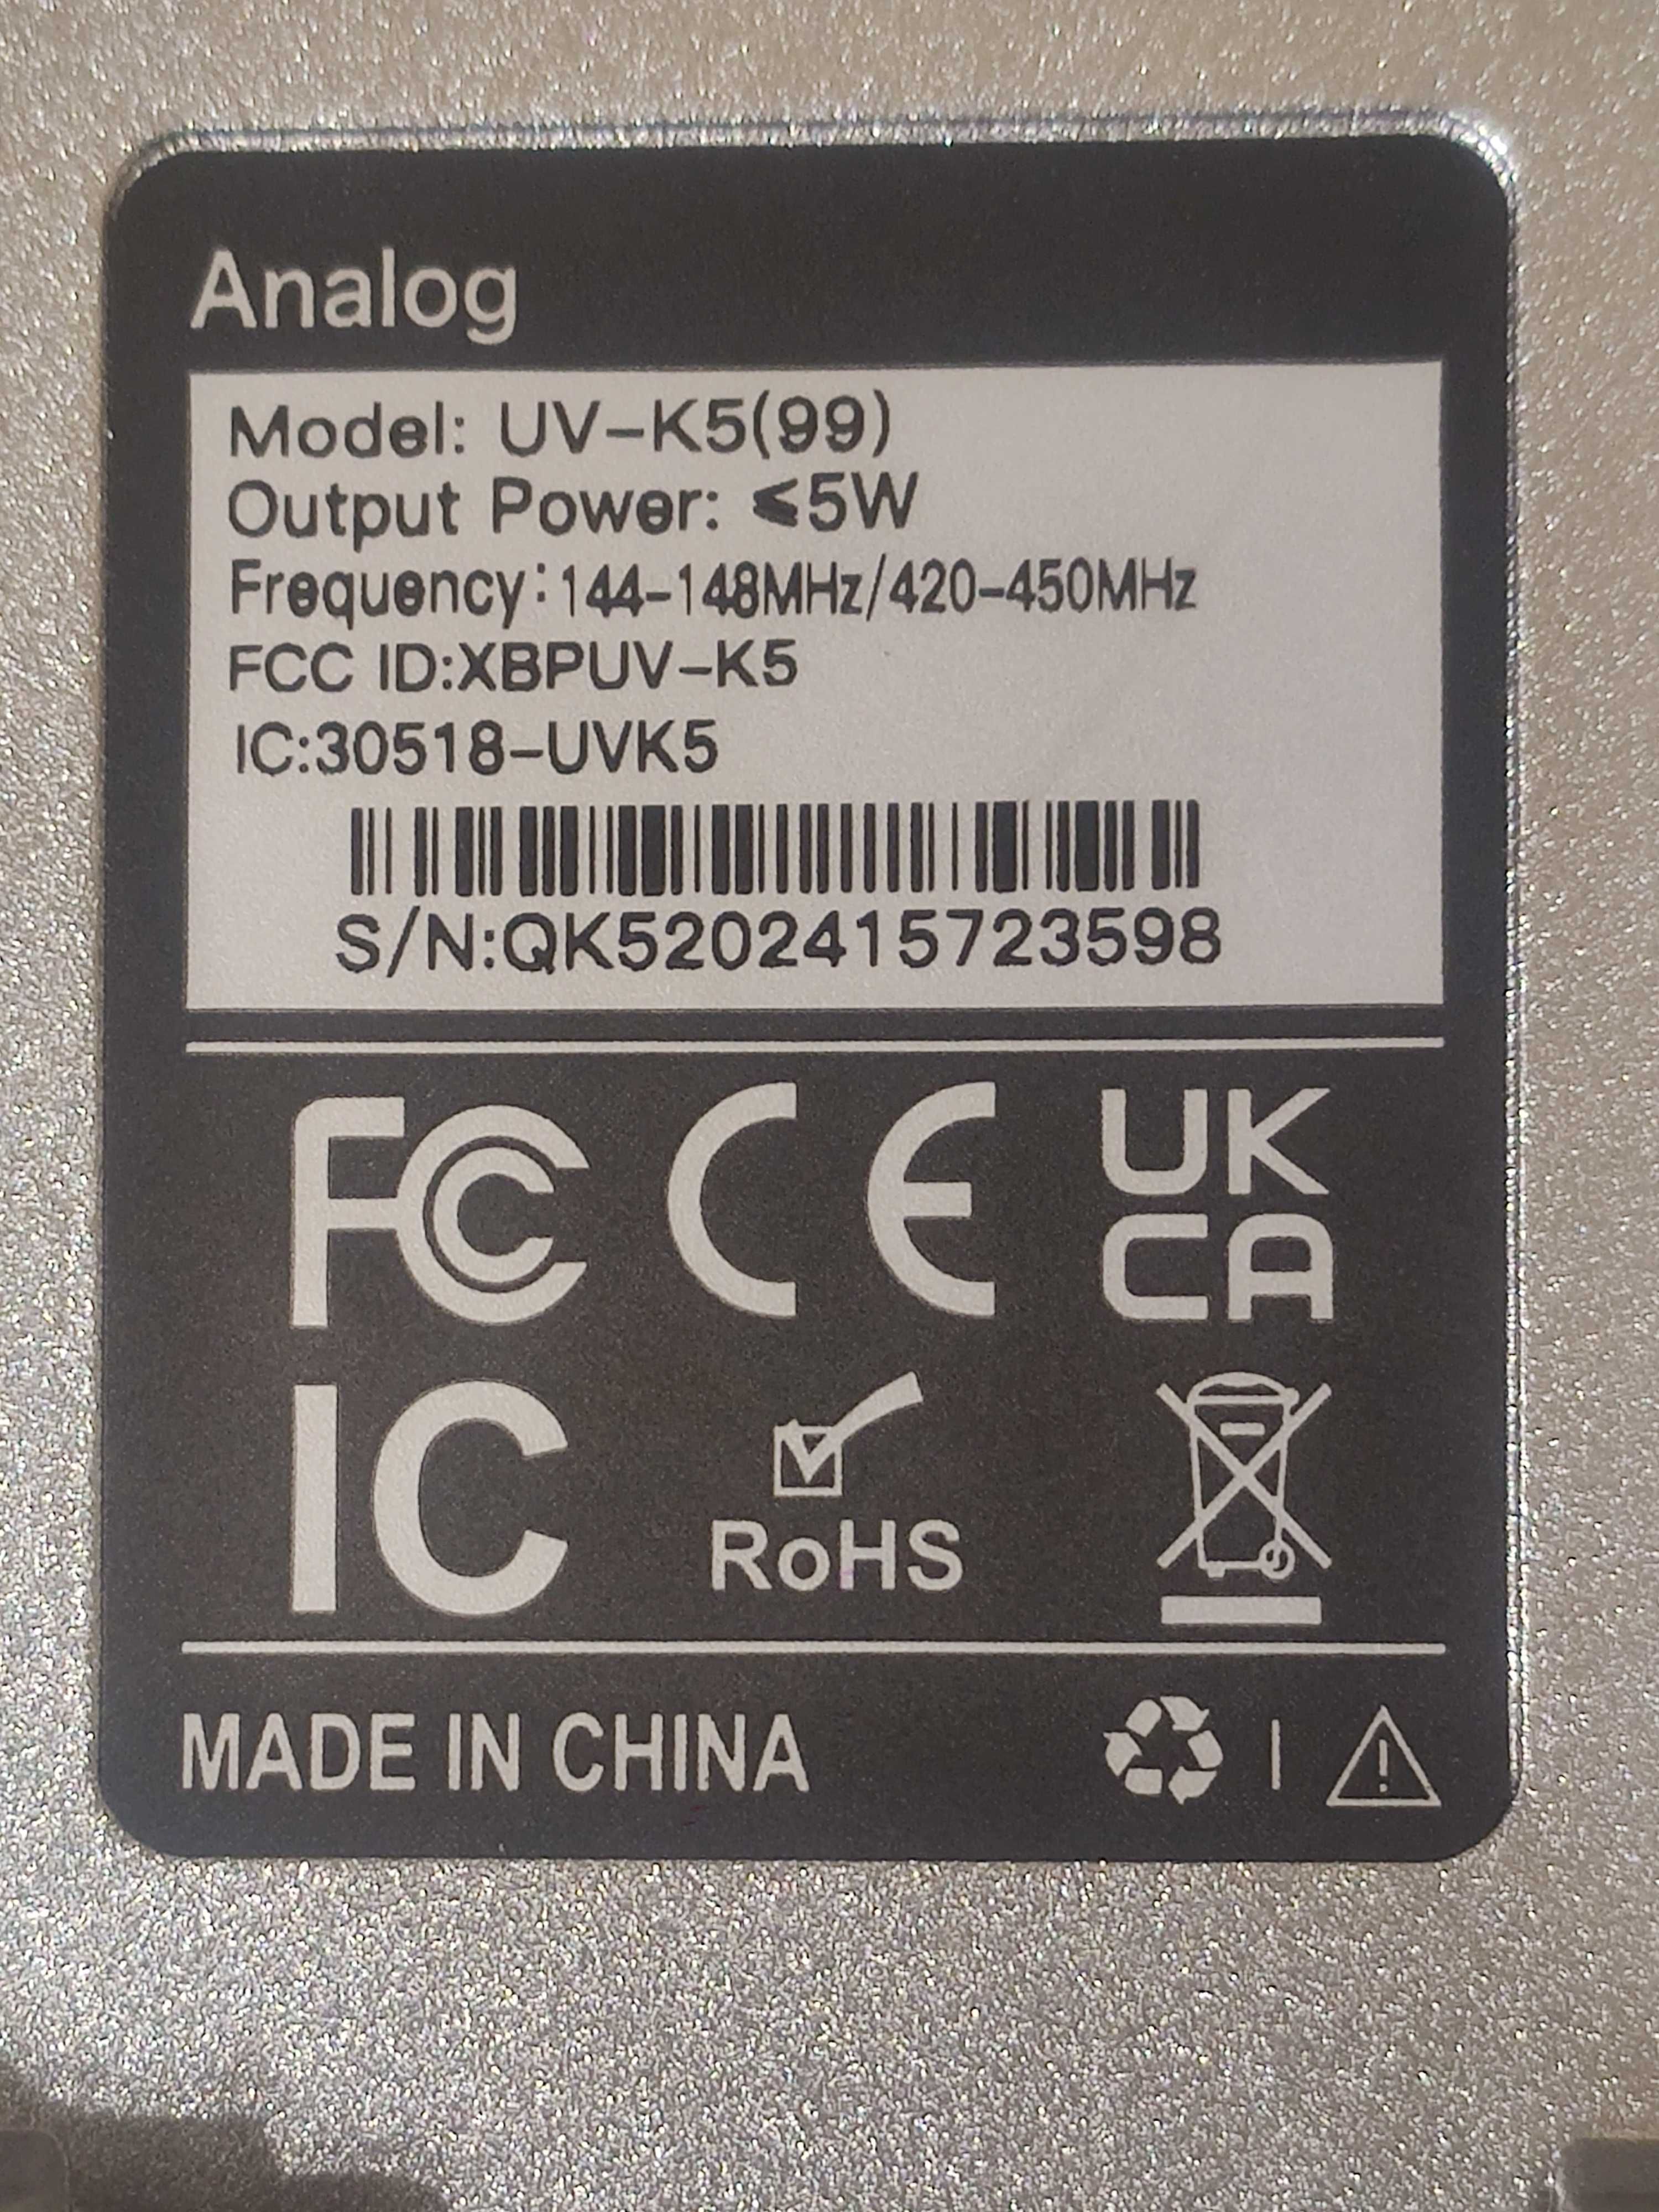 Analog
Model: UV-K5(99)
Output Power: ≤5W
Frequency:144-148MHz/420-450MHz
FCC ID:XBPUV-K5
IC:30518-UVK5
S/N:QK5202415723598
FC CE UK
CA
IC RoHS
MADE IN CHINA